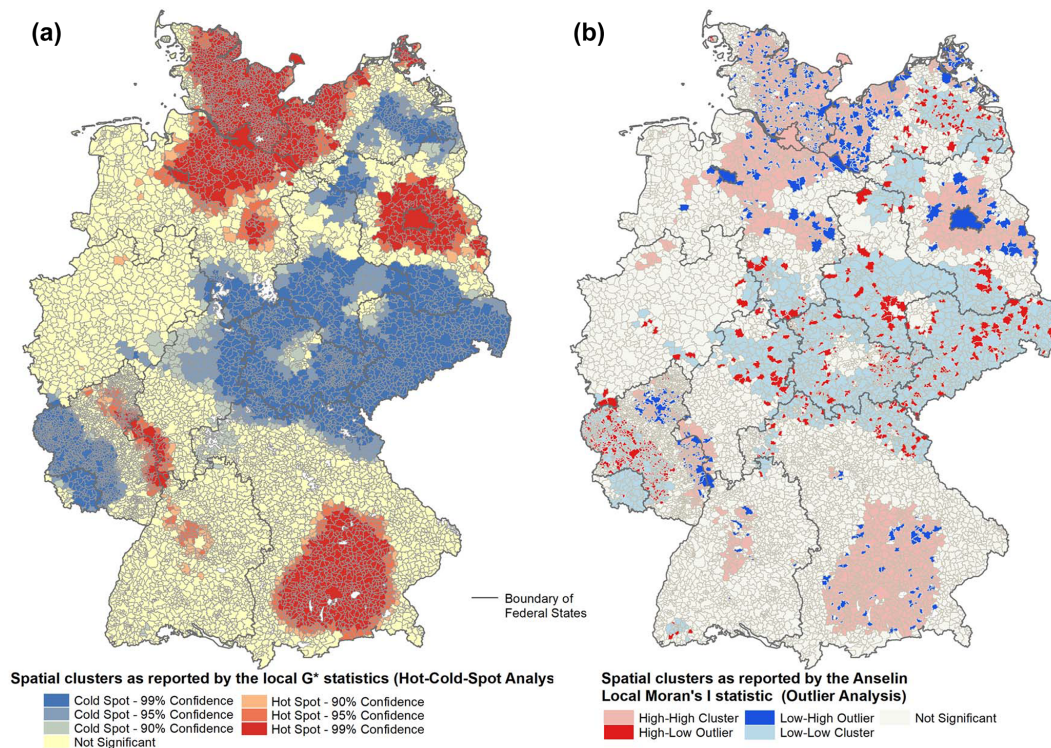 (a)
(b)
Boundary of
Federal States
Spatial clusters as reported by the local G* statistics (Hot-Cold-Spot Analys
Cold Spot - 99% Confidence
Cold Spot - 95% Confidence
Cold Spot - 90% Confidence
Not Significant
Hot Spot - 90% Confidence
Hot Spot - 95% Confidence
Hot Spot - 99% Confidence
Spatial clusters as reported by the Anselin
Local Moran's I statistic (Outlier Analysis)
High-High Cluster
High-Low Outlier
Low-High Outlier
Low-Low Cluster
Not Significant